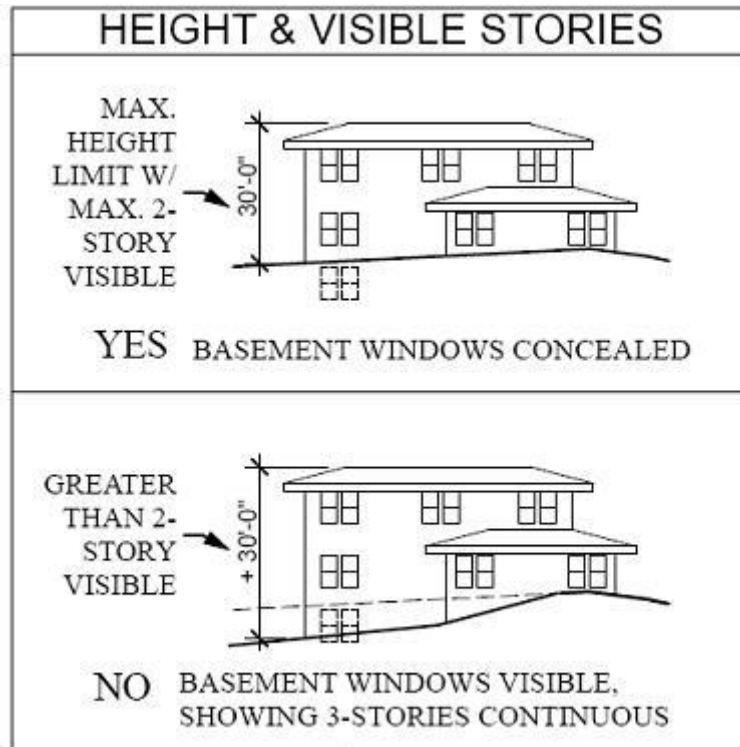 HEIGHT & VISIBLE STORIES
MAX.
HEIGHT
LIMIT W/
MAX. 2-
STORY
VISIBLE
30'-0"
YES BASEMENT WINDOWS CONCEALED
GREATER
THAN 2-
STORY
VISIBLE
+ 30'-0"
NO BASEMENT WINDOWS VISIBLE,
SHOWING 3-STORIES CONTINUOUS